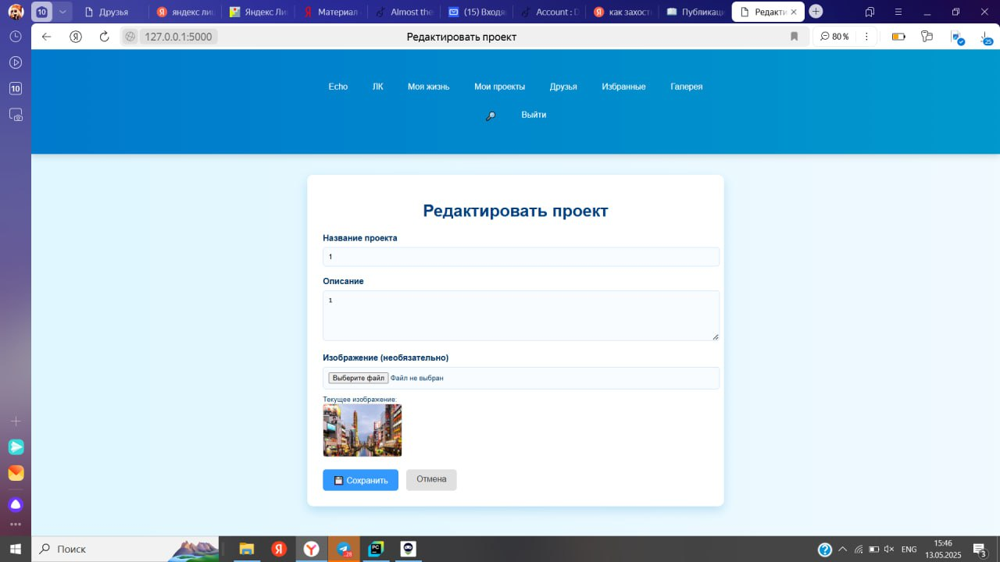 10
Друзья
яндекс ли
Яндекс Ли
Материал
Almost the
(15) Входя
Account : D
как захост
Публикац
Редакти
127.0.0.1:5000
Редактировать проект
80 %
25
10
Echo ЛК Моя жизнь Мои проекты Друзья Избранные Галерея
Выйти
Редактировать проект
Название проекта
1
Описание
1
Изображение (необязательно)
Выберите файл Файл не выбран
Текущее изображение:
Сохранить Отмена
Поиск
Я
Y
28
PC
ENG
15:46
13.05.2025
3